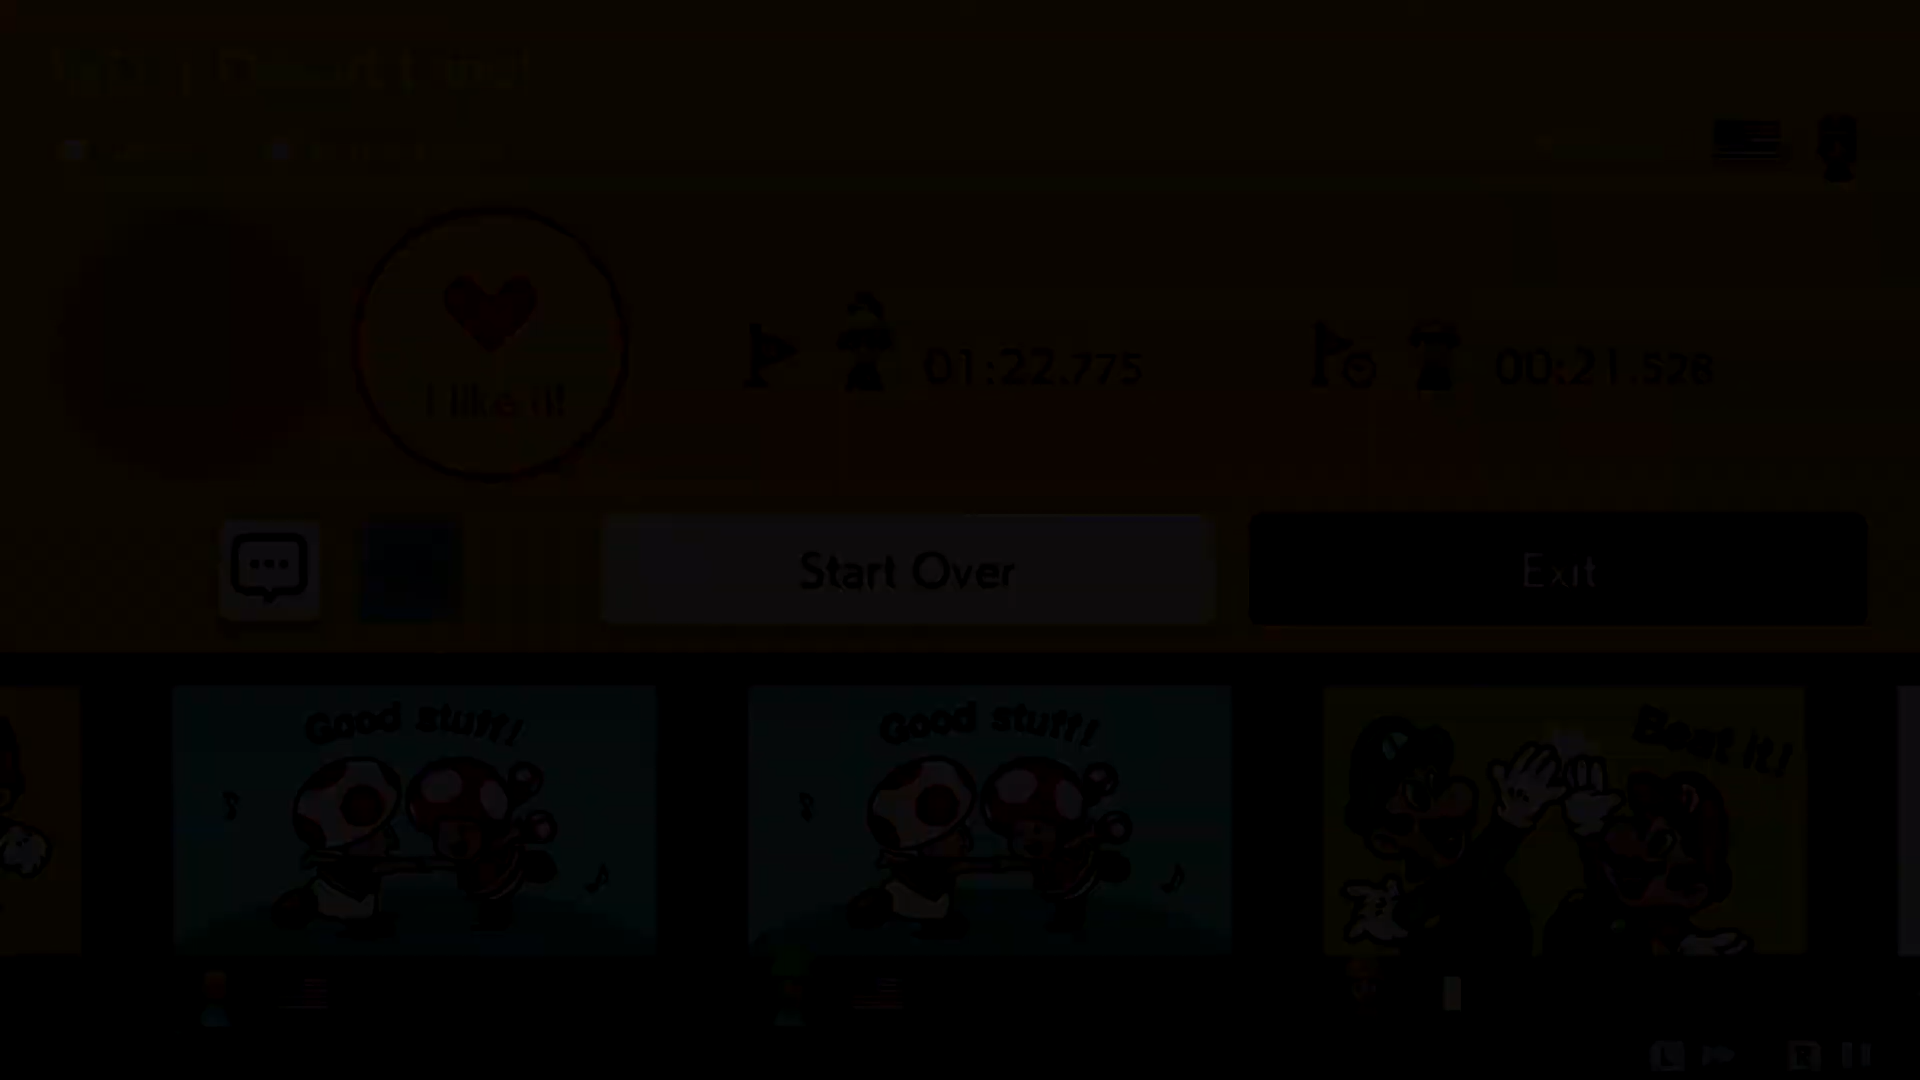 I like it!
01:22.775
00:21.528
Start Over
Exit
Good stuff!
Good stuff!
Beat it!
L
R